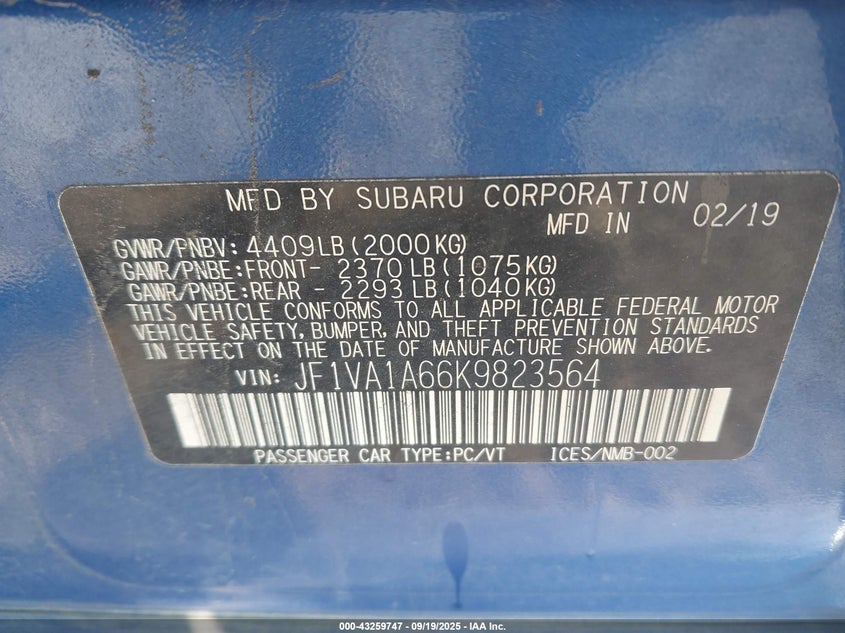 MFD BY SUBARU CORPORATION
MFD IN 02/19
GVWR/PNBV: 4409LB(2000KG)
GAWR/PNBE:FRONT- 2370LB(1075KG)
GAWR/PNBE:REAR - 2293LB(1040KG)
THIS VEHICLE CONFORMS TO ALL APPLICABLE FEDERAL MOTOR
VEHICLE SAFETY, BUMPER, AND THEFT PREVENTION STANDARDS
IN EFFECT ON THE DATE OF MANUFACTURE SHOWN ABOVE.
VIN: JF1VA1A66K9823564
PASSENGER CAR TYPE:PC/VT ICES/NMB-002
000-43259747 - 09/19/2025 - IAA Inc.